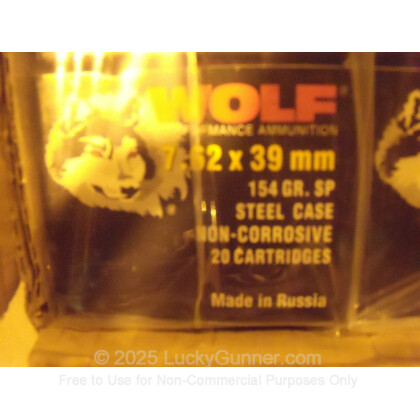 WOLF®
PERFORMANCE AMMUNITION
7.62 x 39 mm
154 GR. SP
STEEL CASE
NON-CORROSIVE
20 CARTRIDGES
Made in Russia
© 2025 LuckyGunner.com
Free to Use for Non-Commercial Purposes Only